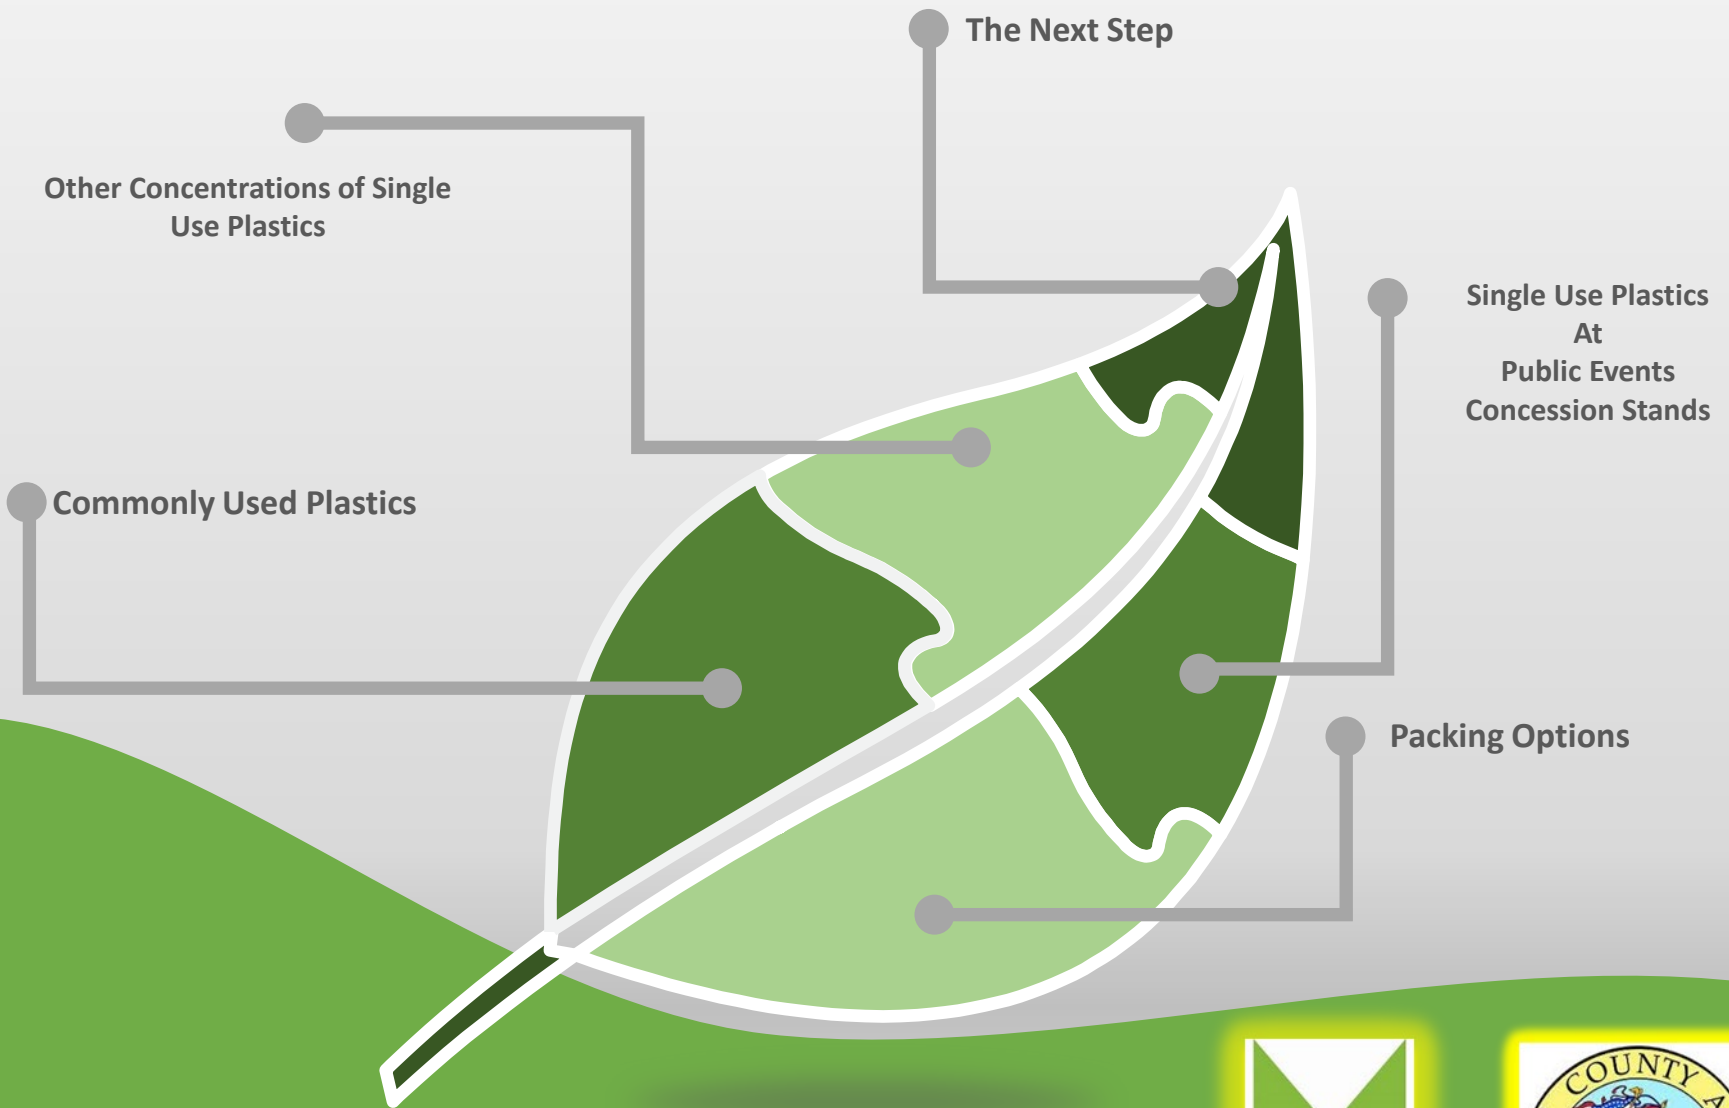 The Next Step
Other Concentrations of Single
Use Plastics
Single Use Plastics
At
Public Events
Concession Stands
Commonly Used Plastics
Packing Options
COUNTY